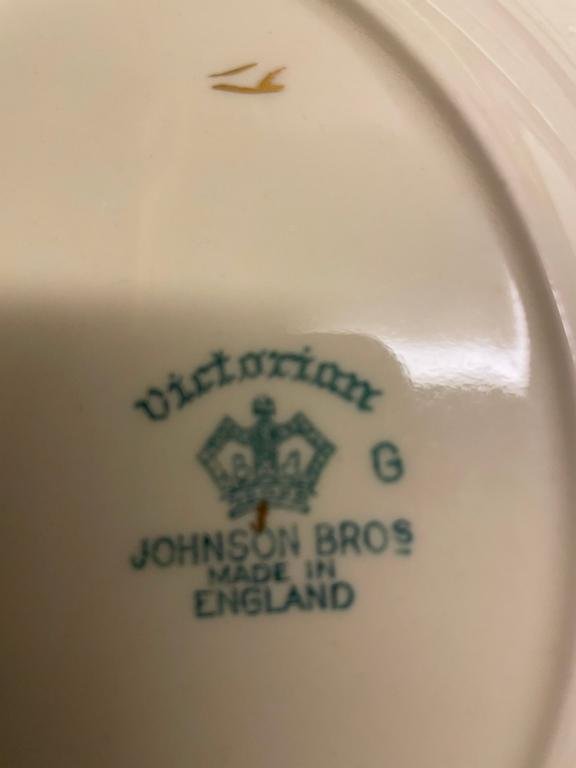 Victorian
G
JOHNSON BROS
MADE IN
ENGLAND